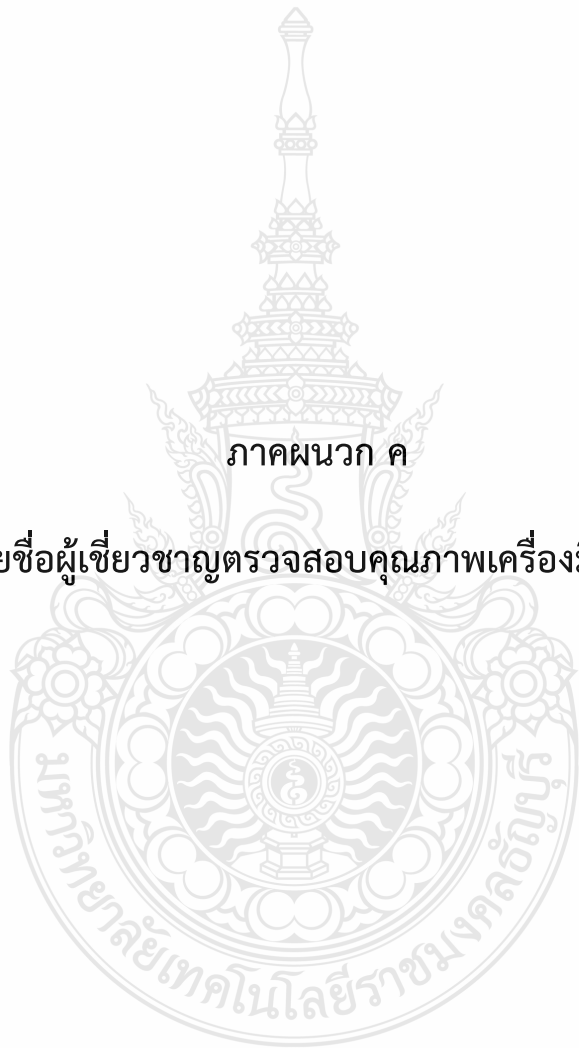 ภาคผนวก ค
ยชื่อผู้เชี่ยวชาญตรวจสอบคุณภาพเครื่องมื
มหาวิทยาลัยเทคโนโลยีราชมงคลธัญบุรี